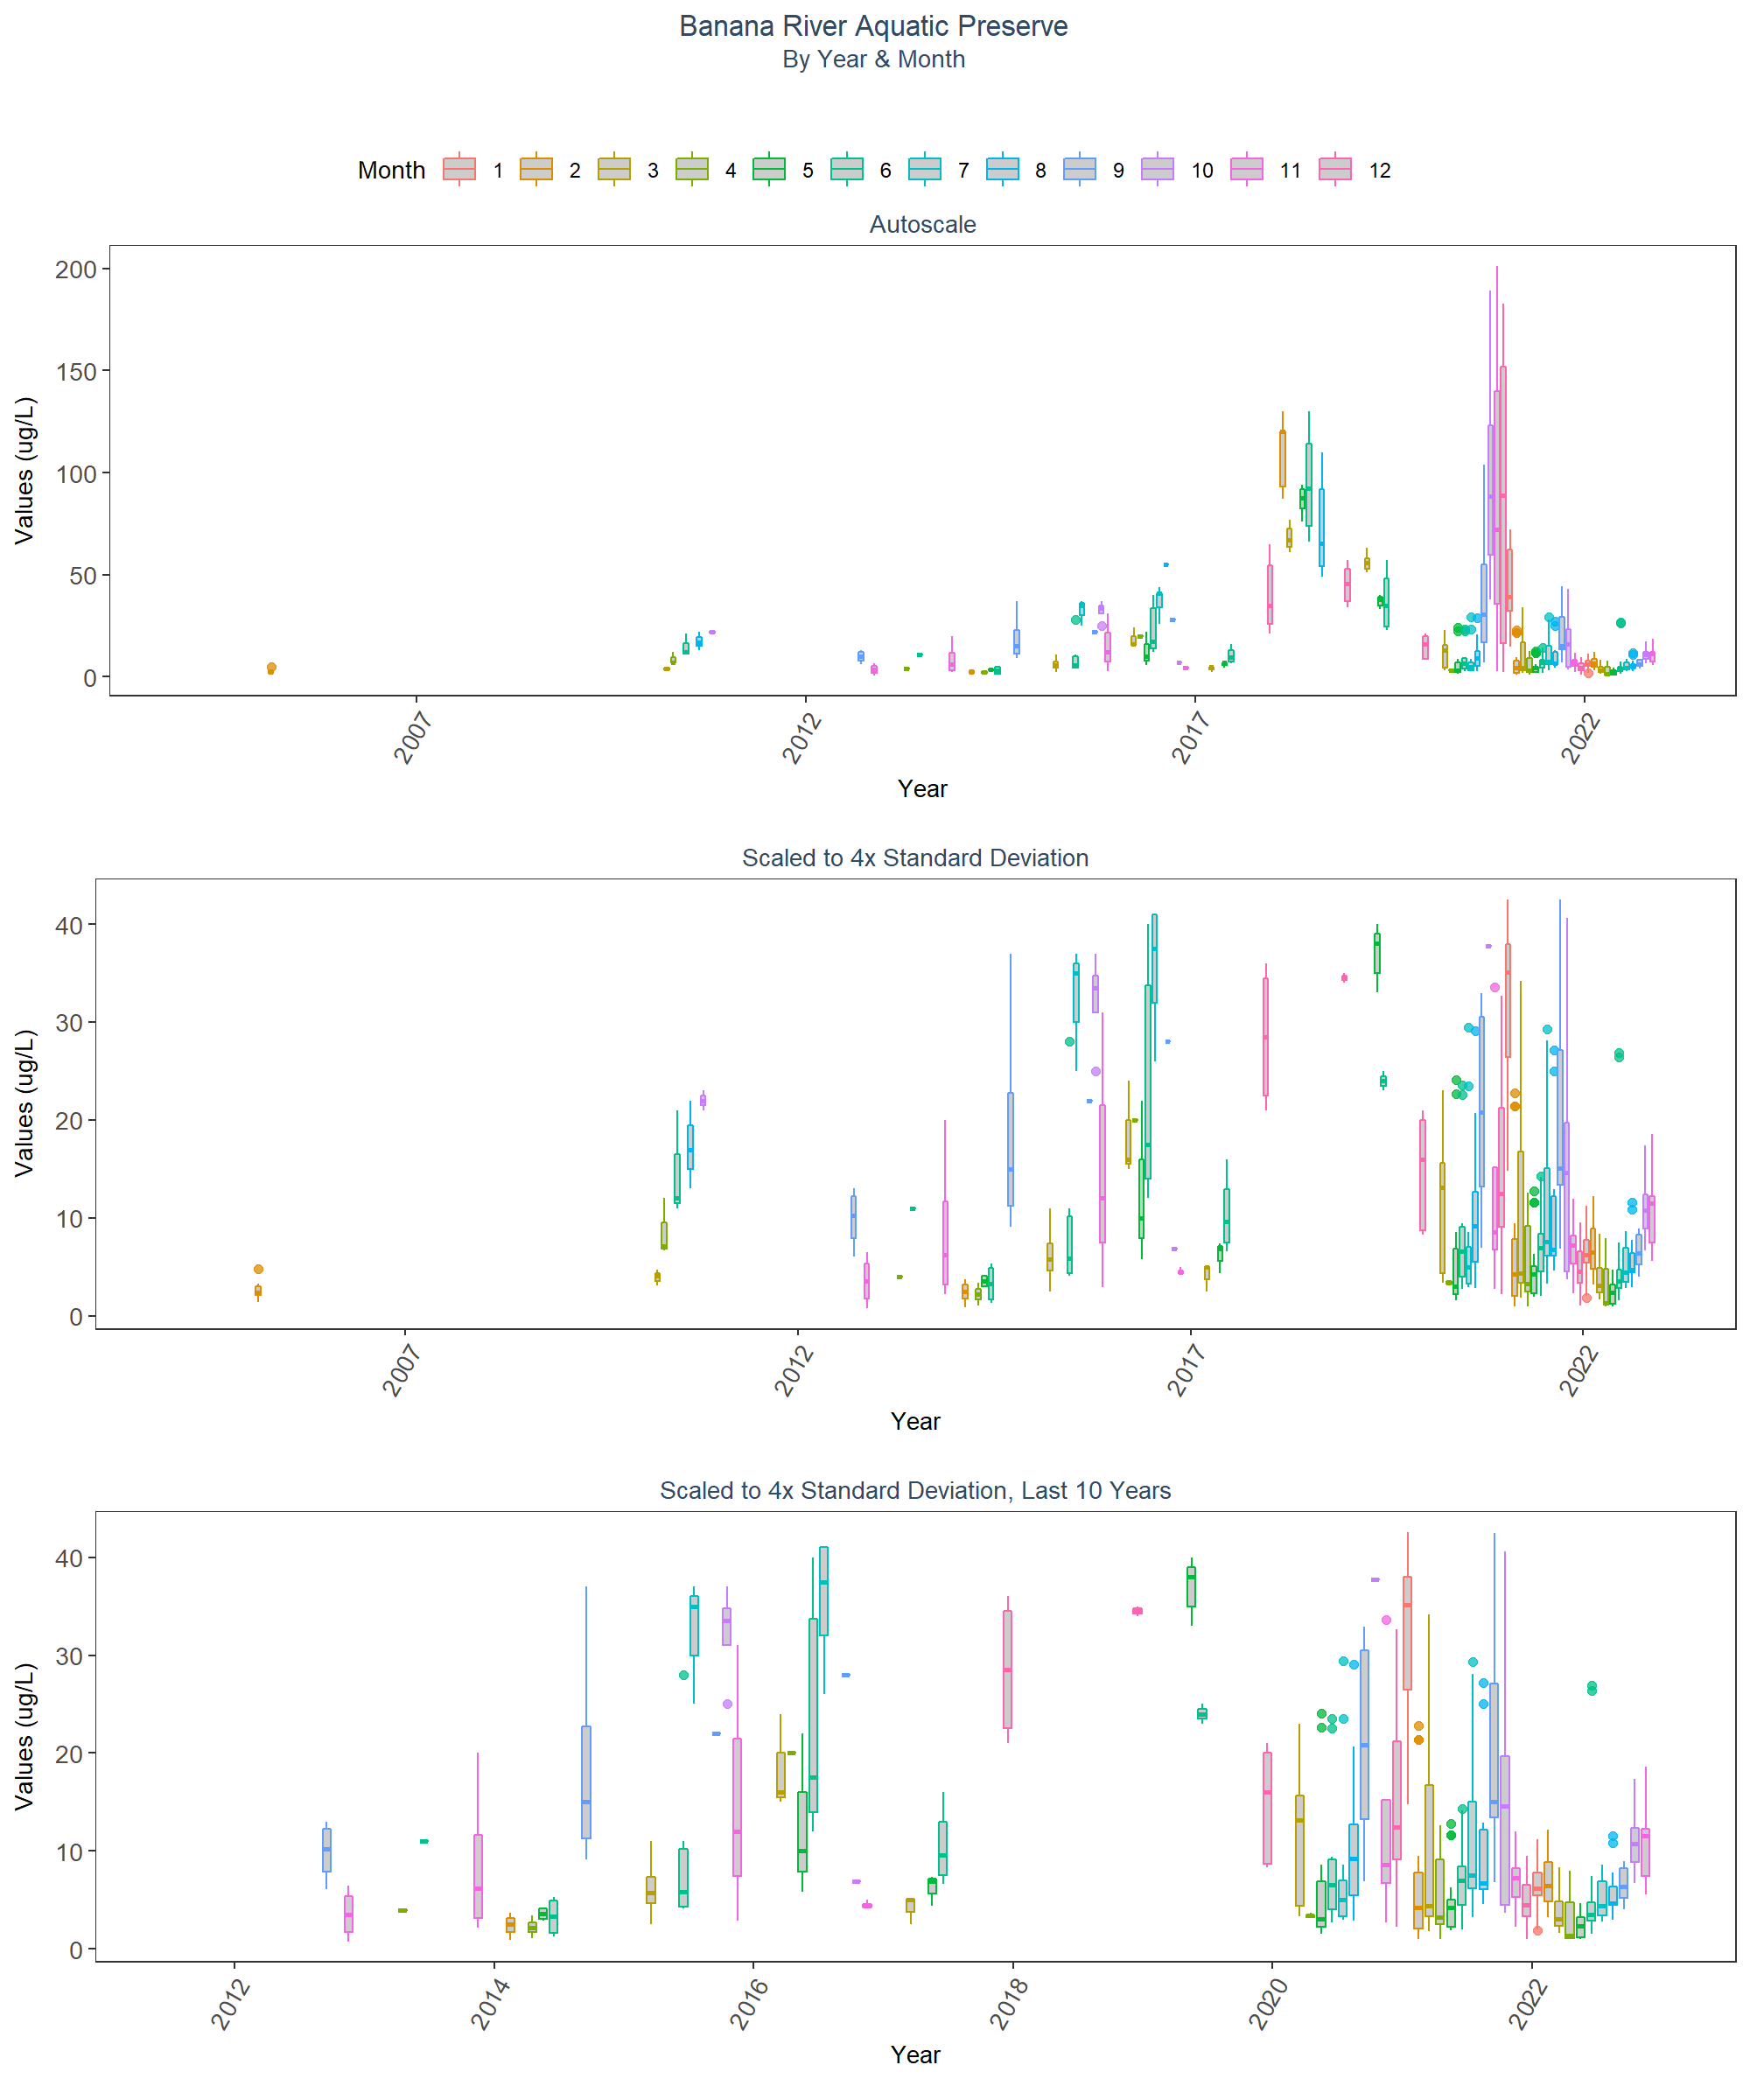 Banana River Aquatic Preserve
By Year & Month
Month 1 2 3 4 5 6 7 8 9 10 11 12
Autoscale
200
150
100
50
0
Values (ug/L)
2007 2012 2017 2022
Year
Scaled to 4x Standard Deviation
40
30
20
10
0
Values (ug/L)
2007 2012 2017 2022
Year
Scaled to 4x Standard Deviation, Last 10 Years
40
30
20
10
0
Values (ug/L)
2012 2014 2016 2018 2020 2022
Year